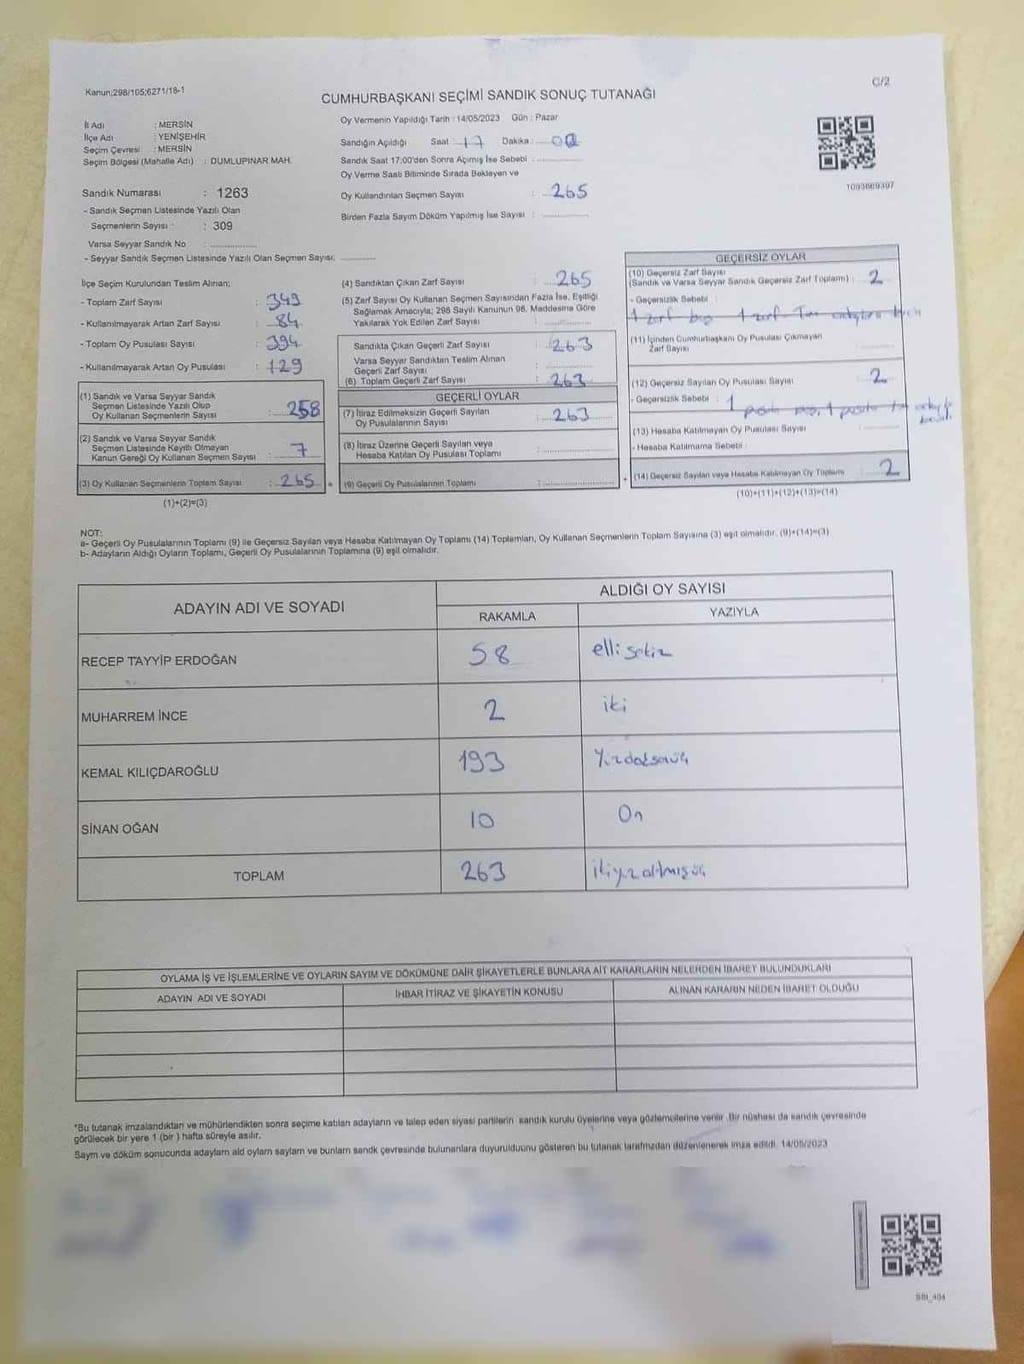 C/2
Kanun;298/105;6271/18-1
CUMHURBAŞKANI SEÇİMİ SANDIK SONUÇ TUTANAĞI
İl Adı : MERSİN
İlçe Adı : YENİŞEHİR
Seçim Çevresi : MERSİN
Seçim Bölgesi (Mahalle Adı) : DUMLUPINAR MAH.
Oy Vermenin Yapıldığı Tarih : 14/05/2023 Gün : Pazar
Sandığın Açıldığı Saat 17 Dakika : 00
Sandık Saat 17:00'den Sonra Açımış İse Sebebi :
Oy Verme Saati Bitiminde Sırada Bekleyen ve
Oy Kullandırılan Seçmen Sayısı : 265
Birden Fazla Sayım Döküm Yapılmış İse Sayısı :
1093669397
Sandık Numarası : 1263
- Sandık Seçmen Listesinde Yazılı Olan
Seçmenlerin Sayısı : 309
Varsa Seyyar Sandık No :
- Seyyar Sandık Seçmen Listesinde Yazılı Olan Seçmen Sayısı:
İlçe Seçim Kurulundan Teslim Alınan;
- Toplam Zarf Sayısı : 349
- Kullanılmayarak Artan Zarf Sayısı : 84
- Toplam Oy Pusulası Sayısı : 394
- Kullanılmayarak Artan Oy Pusulası : 129
(1) Sandık ve Varsa Seyyar Sandık
Seçmen Listesinde Yazılı Olup
Oy Kullanan Seçmenlerin Sayısı : 258
(2) Sandık ve Varsa Seyyar Sandık
Seçmen Listesinde Kayıtlı Olmayan
Kanun Gereği Oy Kullanan Seçmen Sayısı : 7
(3) Oy Kullanan Seçmenlerin Toplam Sayısı : 265
(1)+(2)=(3)
(4) Sandıktan Çıkan Zarf Sayısı : 265
(5) Zarf Sayısı Oy Kullanan Seçmen Sayısından Fazla İse, Eşitliği
Sağlamak Amacıyla; 298 Sayılı Kanunun 98. Maddesine Göre
Yakılarak Yok Edilen Zarf Sayısı :
Sandıkta Çıkan Geçerli Zarf Sayısı : 263
Varsa Seyyar Sandıktan Teslim Alınan
Geçerli Zarf Sayısı :
(6) Toplam Geçerli Zarf Sayısı : 263
GEÇERLİ OYLAR
(7) İtiraz Edilmeksizin Geçerli Sayılan
Oy Pusulalarının Sayısı : 263
(8) İtiraz Üzerine Geçerli Sayılan veya
Hesaba Katılan Oy Pusulası Toplamı :
(9) Geçerli Oy Pusulalarının Toplamı :
GEÇERSİZ OYLAR
(10) Geçersiz Zarf Sayısı
(Sandık ve Varsa Seyyar Sandık Geçersiz Zarf Toplamı) : 2
- Geçersizlik Sebebi :
1 zarf boş 1 zarf
(11) İçinden Cumhurbaşkanı Oy Pusulası Çıkmayan
Zarf Sayısı
(12) Geçersiz Sayılan Oy Pusulası Sayısı : 2
- Geçersizlik Sebebi : 1
(13) Hesaba Katılmayan Oy Pusulası Sayısı
- Hesaba Katılmama Sebebi :
(14) Geçersiz Sayılan veya Hesaba Katılmayan Oy Toplamı 2
(10)+(11)+(12)+(13)=(14)
NOT:
a- Geçerli Oy Pusulalarının Toplamı (9) ile Geçersiz Sayılan veya Hesaba Katılmayan Oy Toplamı (14) Toplamları, Oy Kullanan Seçmenlerin Toplam Sayısına (3) eşit olmalıdır. (9)+(14)=(3)
b- Adayların Aldığı Oyların Toplamı, Geçerli Oy Pusulalarının Toplamına (9) eşit olmalıdır.
ADAYIN ADI VE SOYADI
ALDIĞI OY SAYISI
RAKAMLA YAZIYLA
RECEP TAYYİP ERDOĞAN 58 elli sekiz
MUHARREM İNCE 2 iki
KEMAL KILIÇDAROĞLU 193 Yüzdoksanüç
SİNAN OĞAN 10 On
TOPLAM 263 ikiyüzaltmışüç
OYLAMA İŞ VE İŞLEMLERİNE VE OYLARIN SAYIM VE DÖKÜMÜNE DAİR ŞİKAYETLERLE BUNLARA AİT KARARLARIN NELERDEN İBARET BULUNDUKLARI
ADAYIN ADI VE SOYADI İHBAR İTİRAZ VE ŞİKAYETİN KONUSU ALINAN KARARIN NEDEN İBARET OLDUĞU
*Bu tutanak imzalandıktan ve mühürlendikten sonra seçime katılan adayların ve talep eden siyasi partilerin sandık kurulu üyelerine veya gözlemcilerine verilir .Bir nüshası da sandık çevresinde
görülecek bir yere 1 (bir ) hafta süreyle asılır.
Sayım ve döküm sonucunda adayların ald oyların sayılam ve bunların sandk çevresinde bulunanlara duyurulduunu gösteren bu tutanak tarafımızdan düzenlenerek imza edildi. 14/05/2023